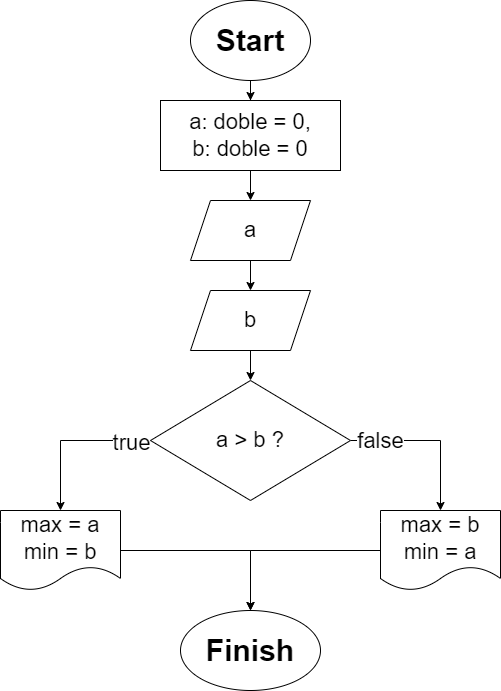 Start
a: doble = 0,
b: doble = 0
a
b
a > b ?
true
false
max = a
min = b
max = b
min = a
Finish